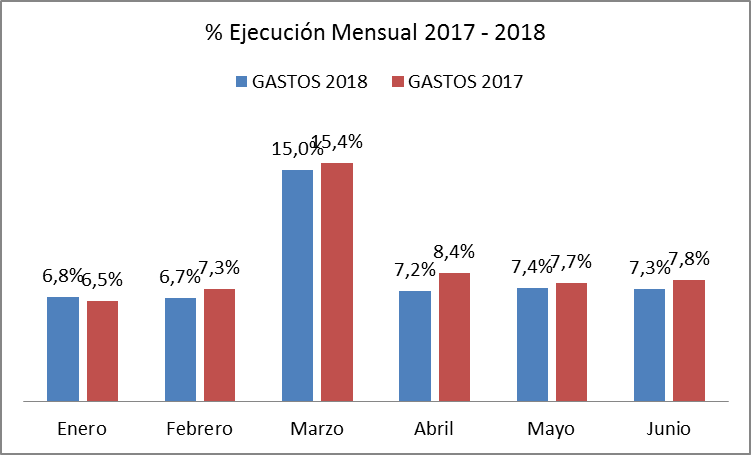 % Ejecución Mensual 2017 - 2018
GASTOS 2018 GASTOS 2017
15,0% 15,4%
6,8% 6,5% 6,7% 7,3% 7,2% 8,4% 7,4% 7,7% 7,3% 7,8%
Enero Febrero Marzo Abril Mayo Junio